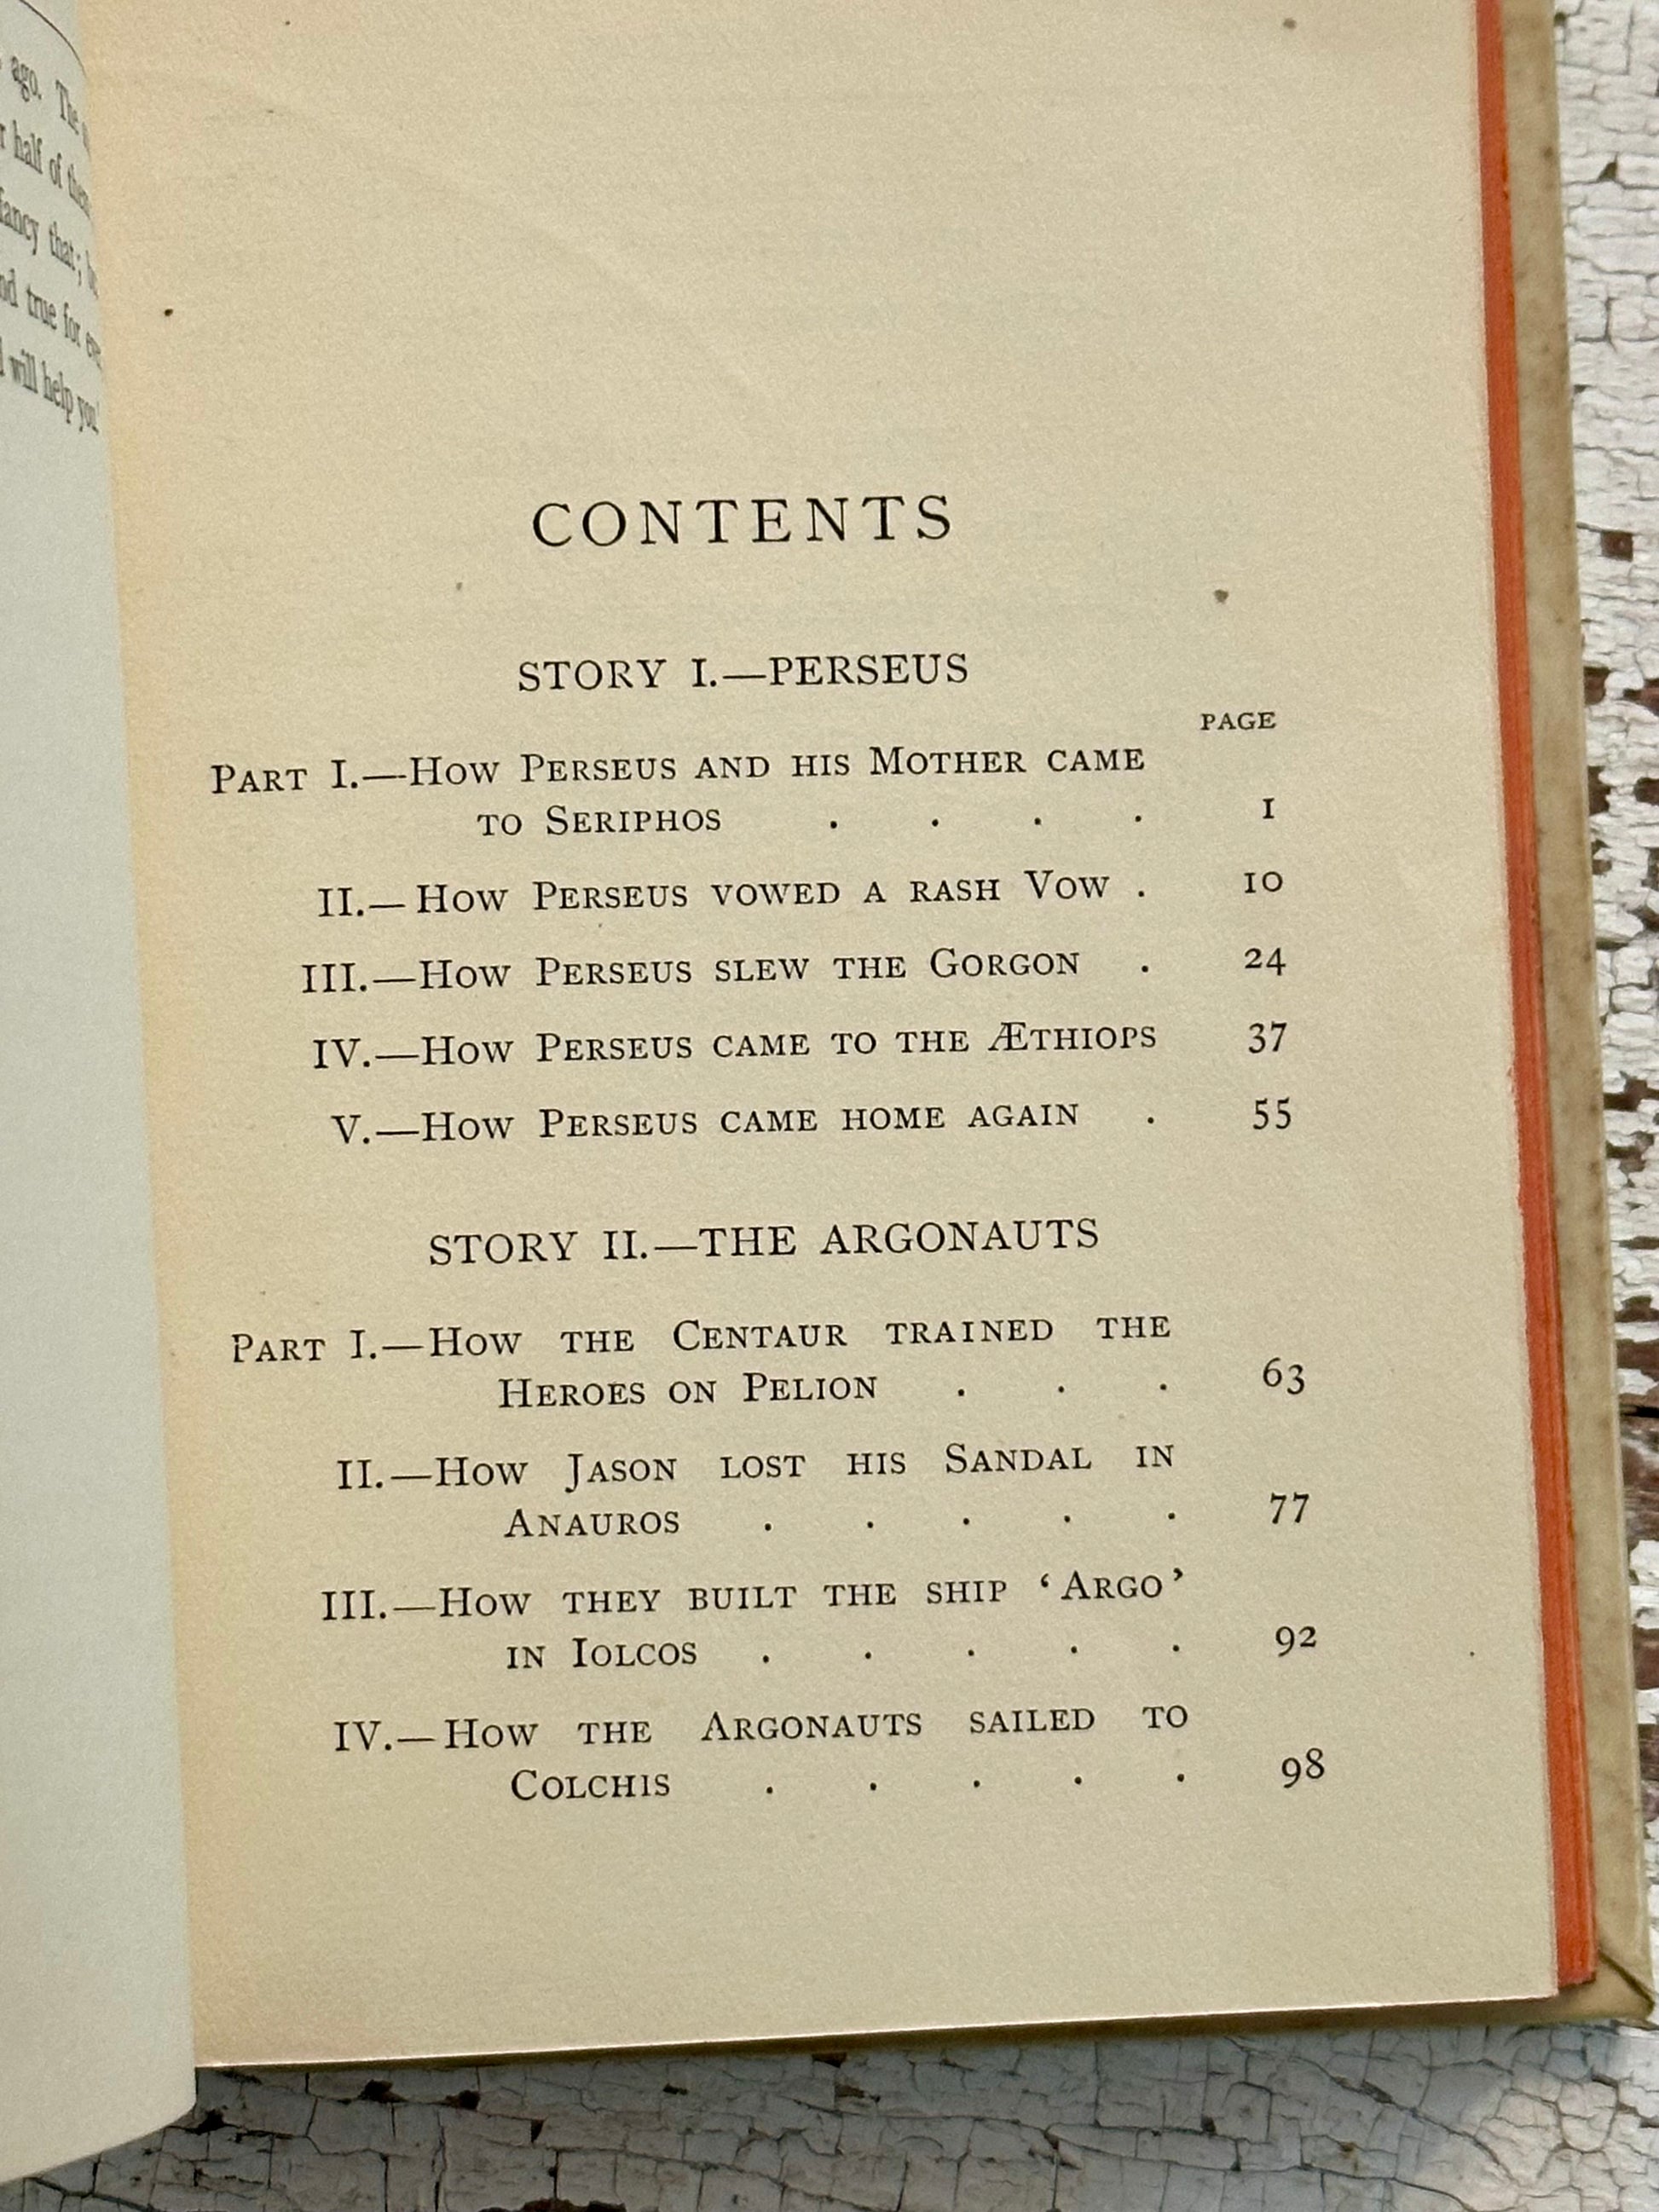 ago. The
half of them
fancy that;
true for
will help you
CONTENTS
STORY I.—PERSEUS
PAGE
PART I.—HOW PERSEUS AND HIS MOTHER CAME
TO SERIPHOS . . . . 1
II.—HOW PERSEUS VOWED A RASH VOW . 10
III.—HOW PERSEUS SLEW THE GORGON . 24
IV.—HOW PERSEUS CAME TO THE ÆTHIOPS 37
V.—HOW PERSEUS CAME HOME AGAIN . 55
STORY II.—THE ARGONAUTS
PART I.—HOW THE CENTAUR TRAINED THE
HEROES ON PELION . . . 63
II.—HOW JASON LOST HIS SANDAL IN
ANAUROS . . . . . 77
III.—HOW THEY BUILT THE SHIP ‘ARGO’
IN IOLCOS . . . . . 92
IV.—HOW THE ARGONAUTS SAILED TO
COLCHIS . . . . . 98